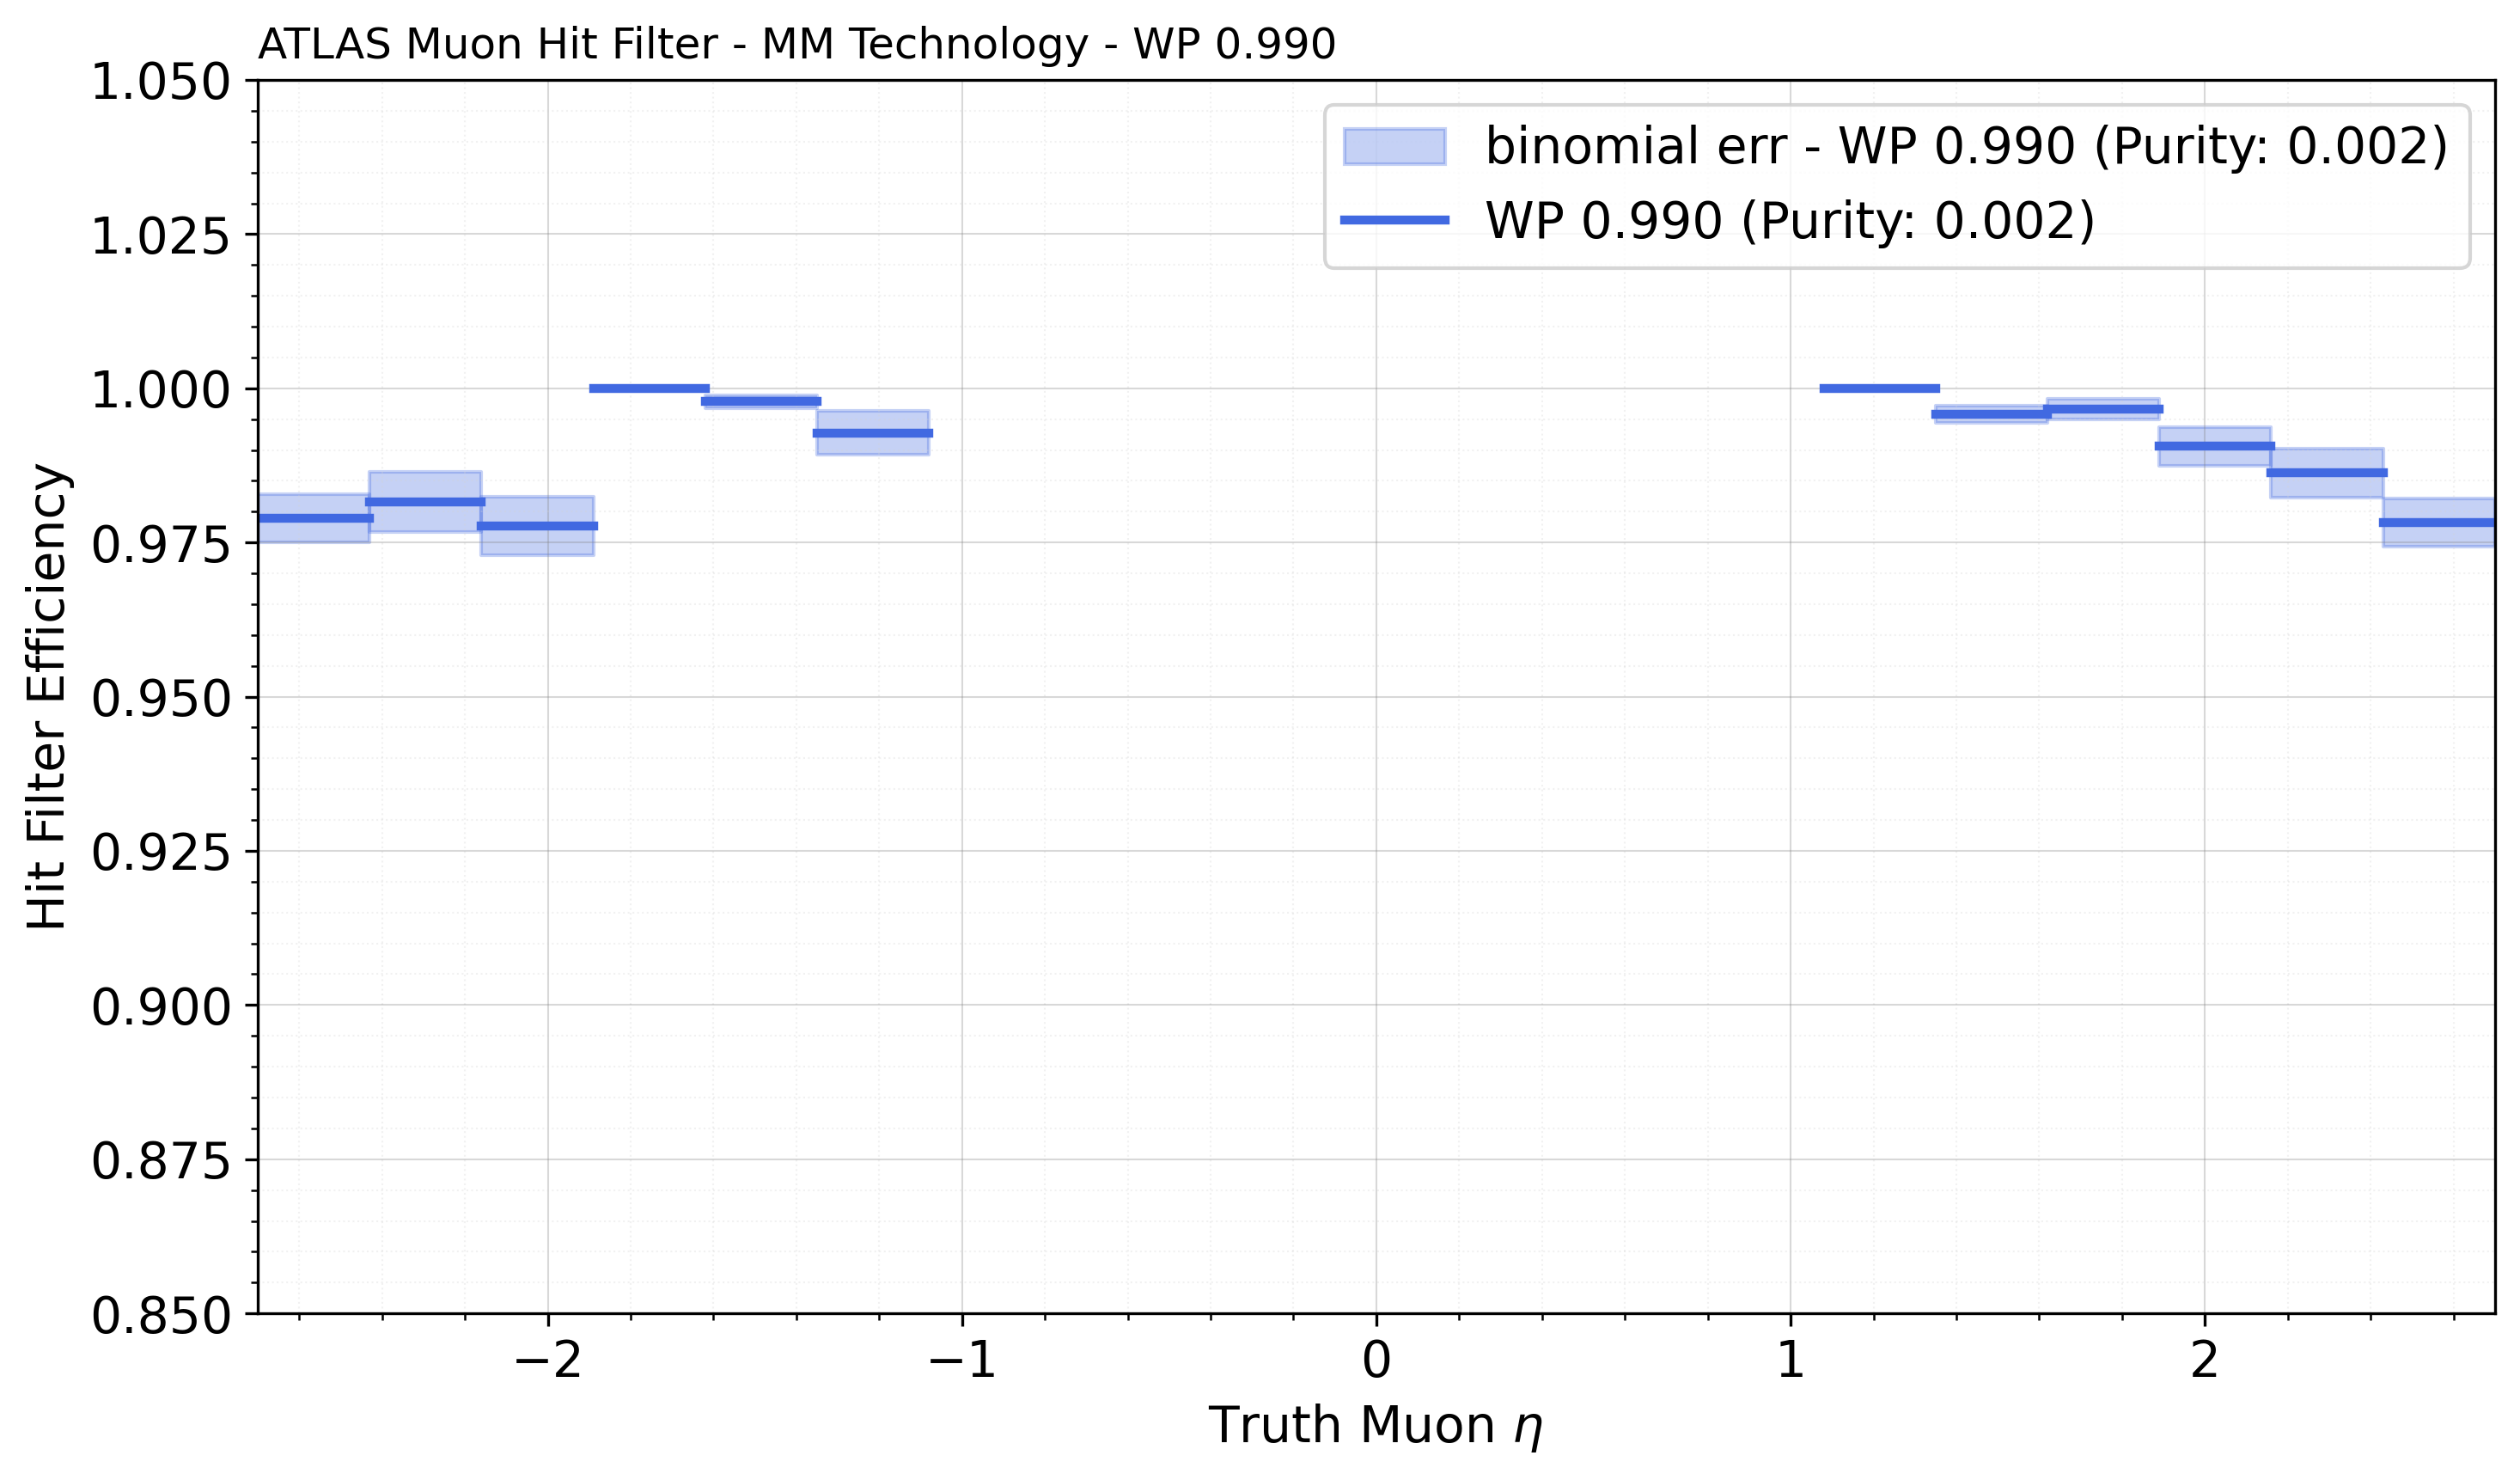 ATLAS Muon Hit Filter - MM Technology - WP 0.990
binomial err - WP 0.990 (Purity: 0.002)
WP 0.990 (Purity: 0.002)
Hit Filter Efficiency
1.050
1.025
1.000
0.975
0.950
0.925
0.900
0.875
0.850
−2
−1
0
1
2
Truth Muon η